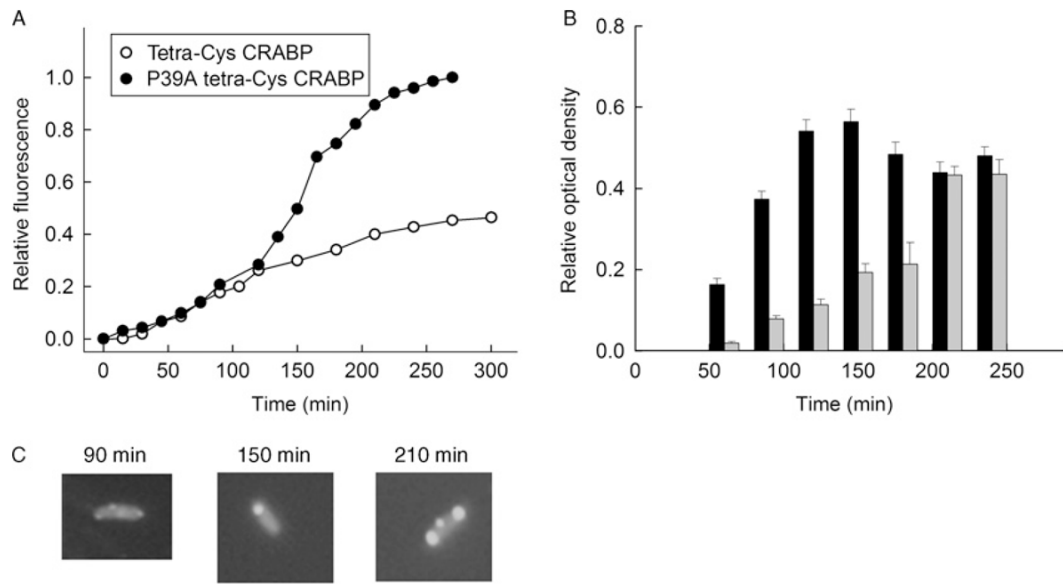 A
Tetra-Cys CRABP
P39A tetra-Cys CRABP
Relative fluorescence
1.0
0.8
0.6
0.4
0.2
0.0
0 50 100 150 200 250 300
Time (min)
B
Relative optical density
0.8
0.6
0.4
0.2
0.0
0 50 100 150 200 250
Time (min)
C
90 min 150 min 210 min